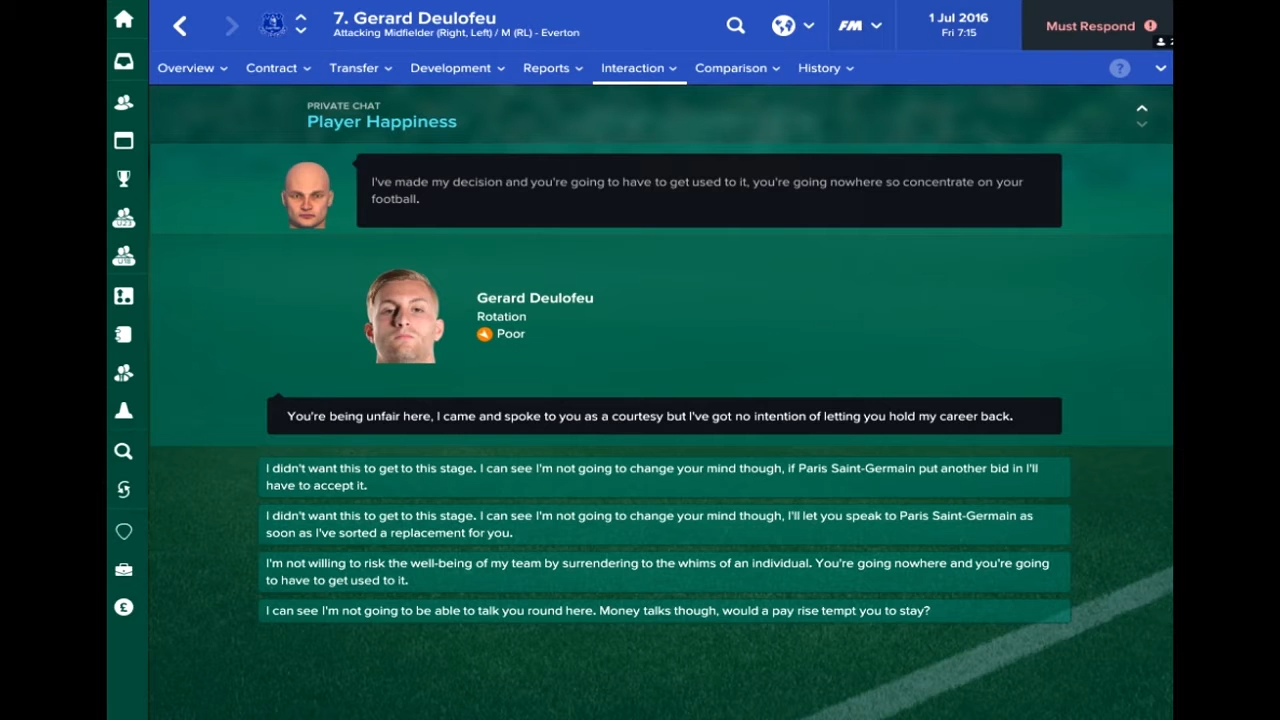 7. Gerard Deulofeu
Attacking Midfielder (Right, Left) / M (RL) - Everton
FM
1 Jul 2016
Fri 7:15
Must Respond
Overview
Contract
Transfer
Development
Reports
Interaction
Comparison
History
?
PRIVATE CHAT
Player Happiness
I've made my decision and you're going to have to get used to it, you're going nowhere so concentrate on your
football.
Gerard Deulofeu
Rotation
Poor
You're being unfair here, I came and spoke to you as a courtesy but I've got no intention of letting you hold my career back.
I didn't want this to get to this stage. I can see I'm not going to change your mind though, if Paris Saint-Germain put another bid in I'll
have to accept it.
I didn't want this to get to this stage. I can see I'm not going to change your mind though, I'll let you speak to Paris Saint-Germain as
soon as I've sorted a replacement for you.
I'm not willing to risk the well-being of my team by surrendering to the whims of an individual. You're going nowhere and you're going
to have to get used to it.
I can see I'm not going to be able to talk you round here. Money talks though, would a pay rise tempt you to stay?
U23
U18
£